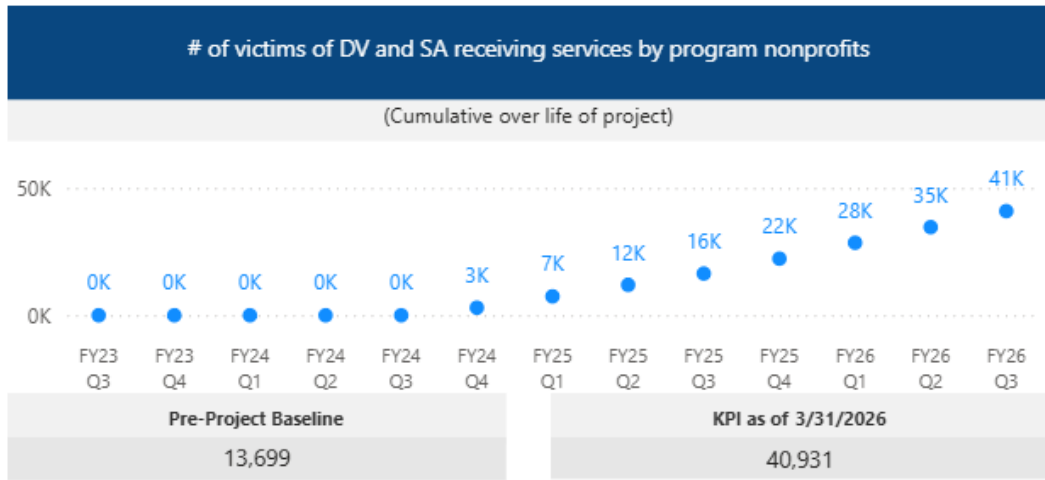 # of victims of DV and SA receiving services by program nonprofits
(Cumulative over life of project)
50K
0K
0K 0K 0K 0K 0K 3K 7K 12K 16K 22K 28K 35K 41K
FY23 FY23 FY24 FY24 FY24 FY24 FY25 FY25 FY25 FY25 FY26 FY26 FY26
Q3 Q4 Q1 Q2 Q3 Q4 Q1 Q2 Q3 Q4 Q1 Q2 Q3
Pre-Project Baseline
13,699
KPI as of 3/31/2026
40,931